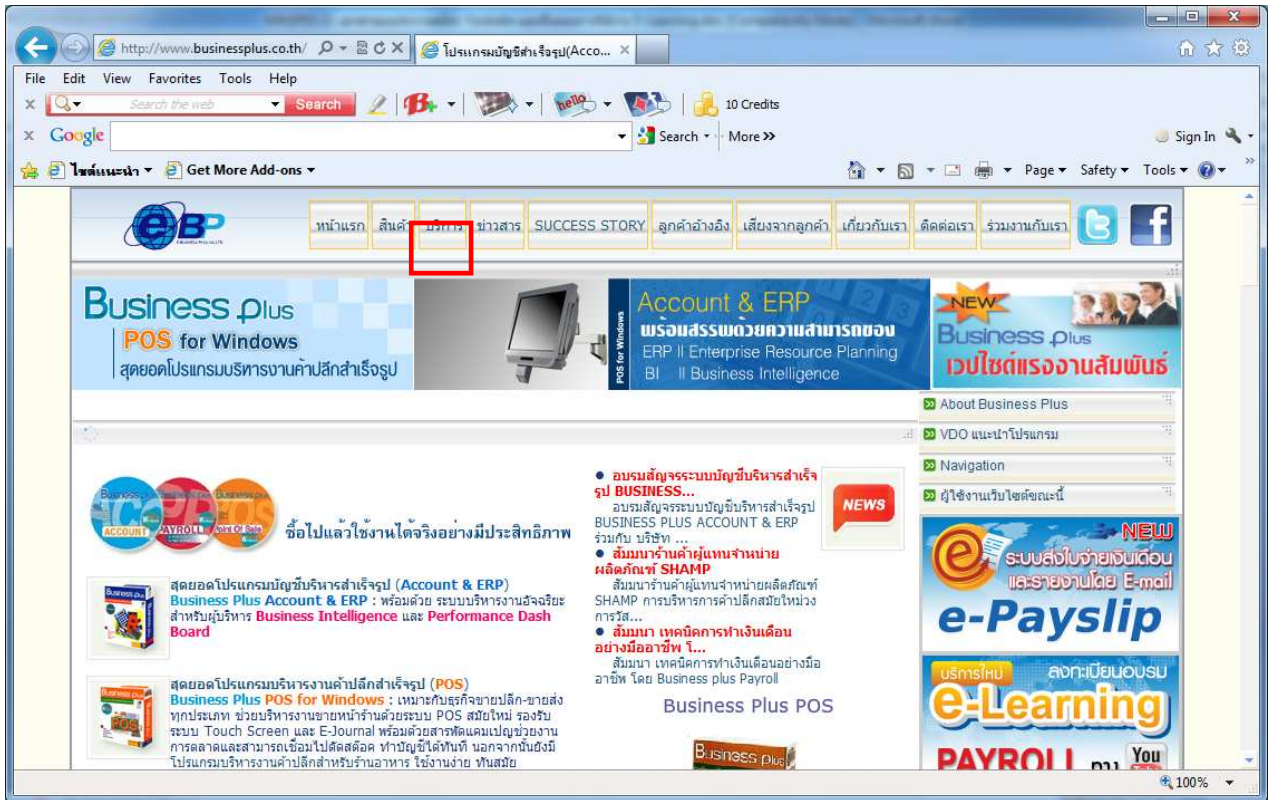 http://www.businessplus.co.th/
โปรแกรมบัญชีสำเร็จรูป(Acco...
File Edit View Favorites Tools Help
Search the web Search 10 Credits
Google Search More >> Sign In
ไซต์แนะนำ Get More Add-ons Page Safety Tools
eBP หน้าแรก สินค้า บริการ ข่าวสาร SUCCESS STORY ลูกค้าอ้างอิง เสียงจากลูกค้า เกี่ยวกับเรา ติดต่อเรา ร่วมงานกับเรา
Business Plus
POS for Windows
สุดยอดโปรแกรมบริหารงานค้าปลีกสำเร็จรูป
POS for Windows
Account & ERP
พร้อมสรรพด้วยความสามารถของ
ERP II Enterprise Resource Planning
BI II Business Intelligence
NEW
Business Plus
เวปไซต์แรงงานสัมพันธ์
About Business Plus
VDO แนะนำโปรแกรม
Navigation
ผู้ใช้งานเว็บไซต์ขณะนี้
ACCOUNT PAYROLL Point Of Sale
ซื้อไปแล้วใช้งานได้จริงอย่างมีประสิทธิภาพ
สุดยอดโปรแกรมบัญชีบริหารสำเร็จรูป (Account & ERP)
Business Plus Account & ERP : พร้อมด้วย ระบบบริหารงานอัจฉริยะ
สำหรับผู้บริหาร Business Intelligence และ Performance Dash
Board
สุดยอดโปรแกรมบริหารงานค้าปลีกสำเร็จรูป (POS)
Business Plus POS for Windows : เหมาะกับธุรกิจขายปลีก-ขายส่ง
ทุกประเภท ช่วยบริหารงานขายหน้าร้านด้วยระบบ POS สมัยใหม่ รองรับ
ระบบ Touch Screen และ E-Journal พร้อมด้วยสารพัดแคมเปญช่วยงาน
การตลาดและสามารถเชื่อมไปตัดสต๊อค ทำบัญชีได้ทันที นอกจากนั้นยังมี
โปรแกรมบริหารงานค้าปลีกสำหรับร้านอาหาร ใช้งานง่าย ทันสมัย
อบรมสัญจรระบบบัญชีบริหารสำเร็จ
รูป BUSINESS...
อบรมสัญจรระบบบัญชีบริหารสำเร็จรูป
BUSINESS PLUS ACCOUNT & ERP
ร่วมกับ บริษัท ...
สัมมนาร้านค้าผู้แทนจำหน่าย
ผลิตภัณฑ์ SHAMP
สัมมนาร้านค้าผู้แทนจำหน่ายผลิตภัณฑ์
SHAMP การบริหารการค้าปลีกสมัยใหม่วง
การวัส...
สัมมนา เทคนิคการทำเงินเดือน
อย่างมืออาชีพ โ...
สัมมนา เทคนิคการทำเงินเดือนอย่างมือ
อาชีพ โดย Business plus Payroll
NEWS
Business Plus POS
Business Plus
NEW
ระบบส่งใบจ่ายเงินเดือน
และรายงานโดย E-mail
e-Payslip
บริการใหม่ ลงทะเบียนอบรม
e-Learning
PAYROLL ทาง You
100%